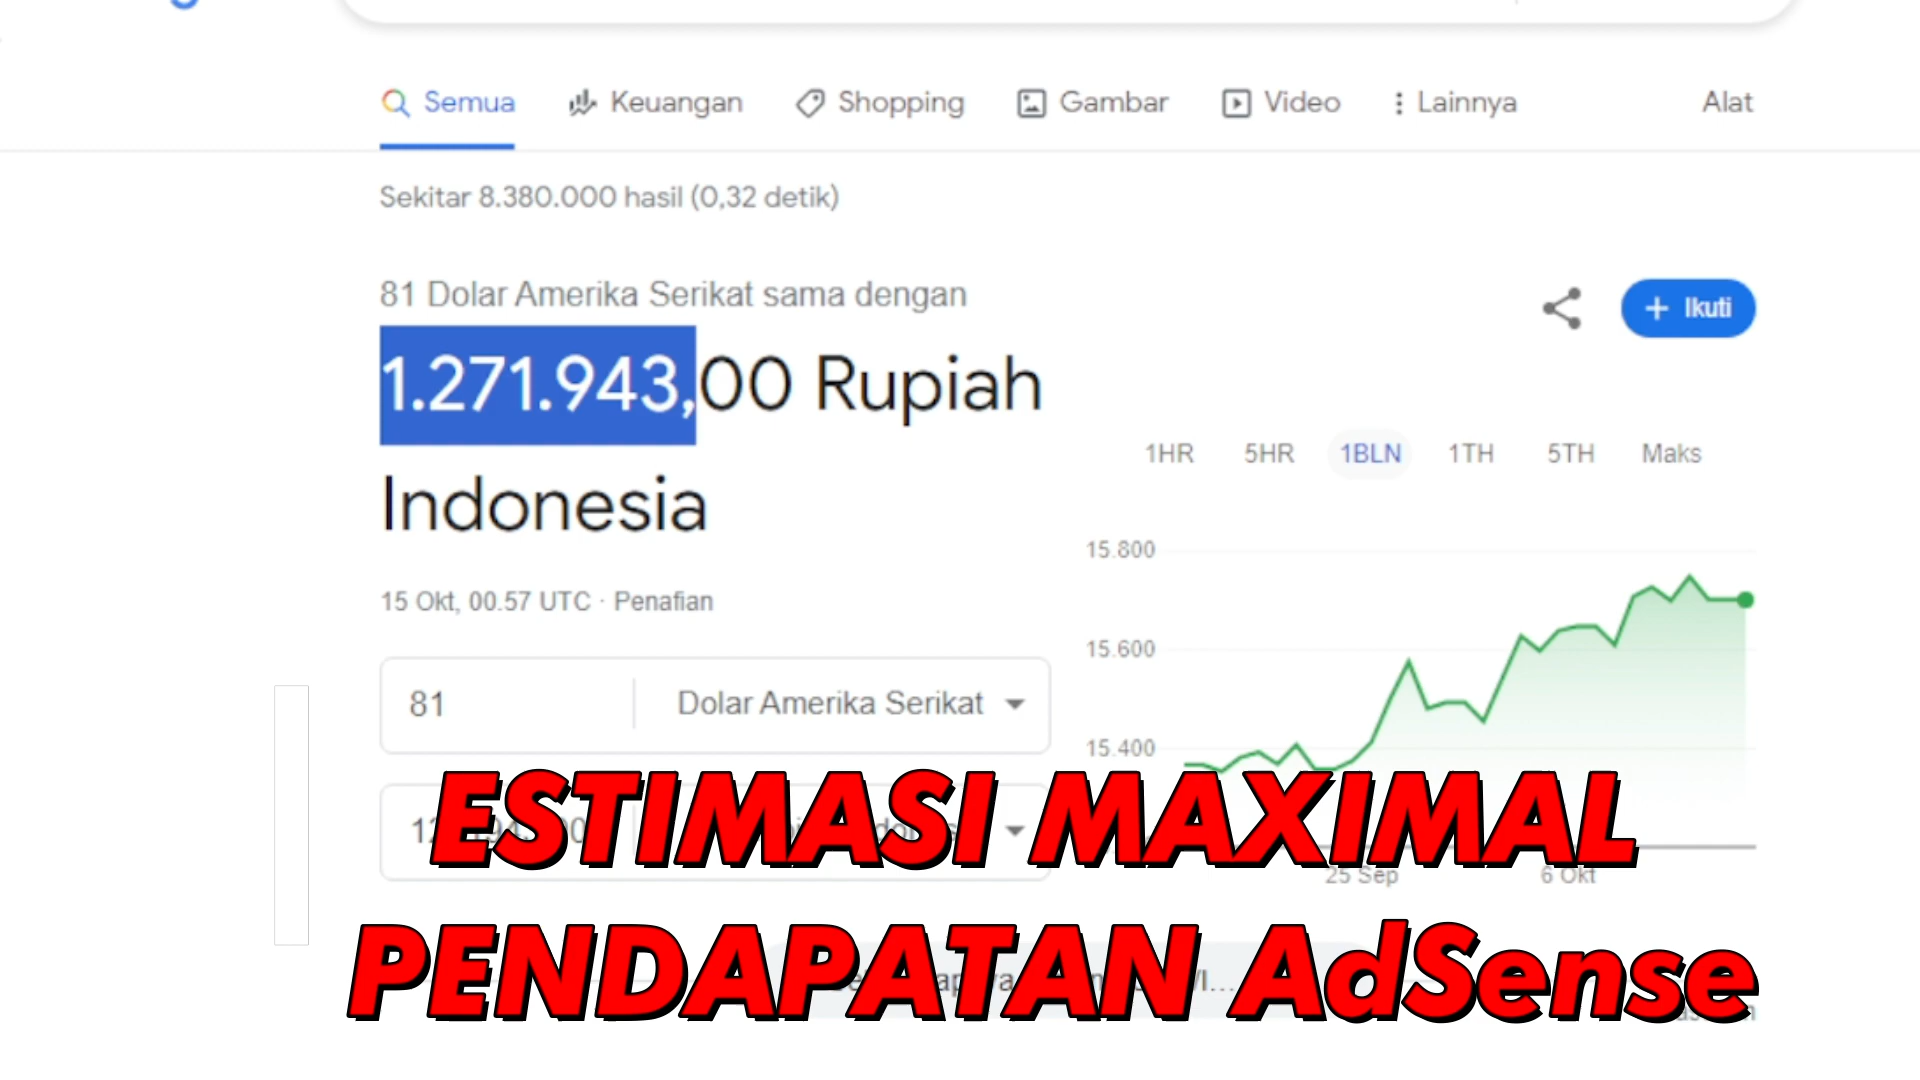 Semua Keuangan Shopping Gambar Video Lainnya Alat
Sekitar 8.380.000 hasil (0,32 detik)
81 Dolar Amerika Serikat sama dengan
1.271.943,00 Rupiah
Indonesia
15 Okt, 00.57 UTC · Penafian
+ Ikuti
1HR 5HR 1BLN 1TH 5TH Maks
15.800
15.600
15.400
25 Sep 6 Okt
81 Dolar Amerika Serikat
ESTIMASI MAXIMAL
PENDAPATAN AdSense